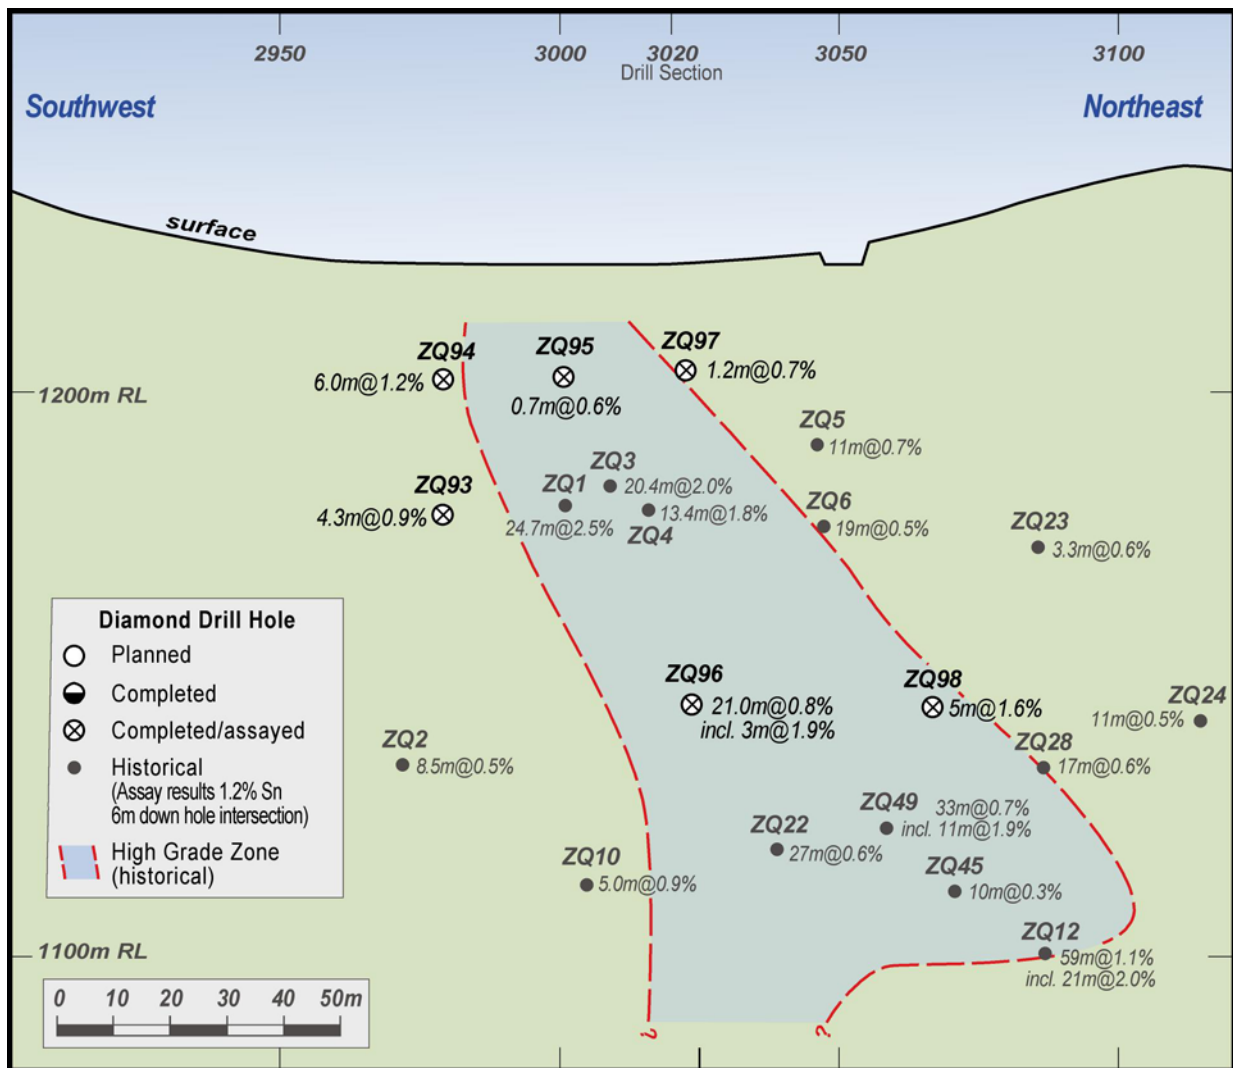 2950
3000
3020
3050
3100
Drill Section
Southwest
Northeast
surface
ZQ94
6.0m@1.2%
ZQ95
0.7m@0.6%
ZQ97
1.2m@0.7%
1200m RL
ZQ5
11m@0.7%
ZQ3
20.4m@2.0%
ZQ93
4.3m@0.9%
ZQ1
24.7m@2.5%
13.4m@1.8%
ZQ4
ZQ6
19m@0.5%
ZQ23
3.3m@0.6%
Diamond Drill Hole
Planned
Completed
Completed/assayed
Historical
(Assay results 1.2% Sn
6m down hole intersection)
High Grade Zone
(historical)
ZQ96
21.0m@0.8%
incl. 3m@1.9%
ZQ98
5m@1.6%
ZQ24
11m@0.5%
ZQ2
8.5m@0.5%
ZQ28
17m@0.6%
ZQ49
33m@0.7%
incl. 11m@1.9%
ZQ22
27m@0.6%
ZQ10
5.0m@0.9%
ZQ45
10m@0.3%
ZQ12
59m@1.1%
incl. 21m@2.0%
1100m RL
0 10 20 30 40 50m
? ?